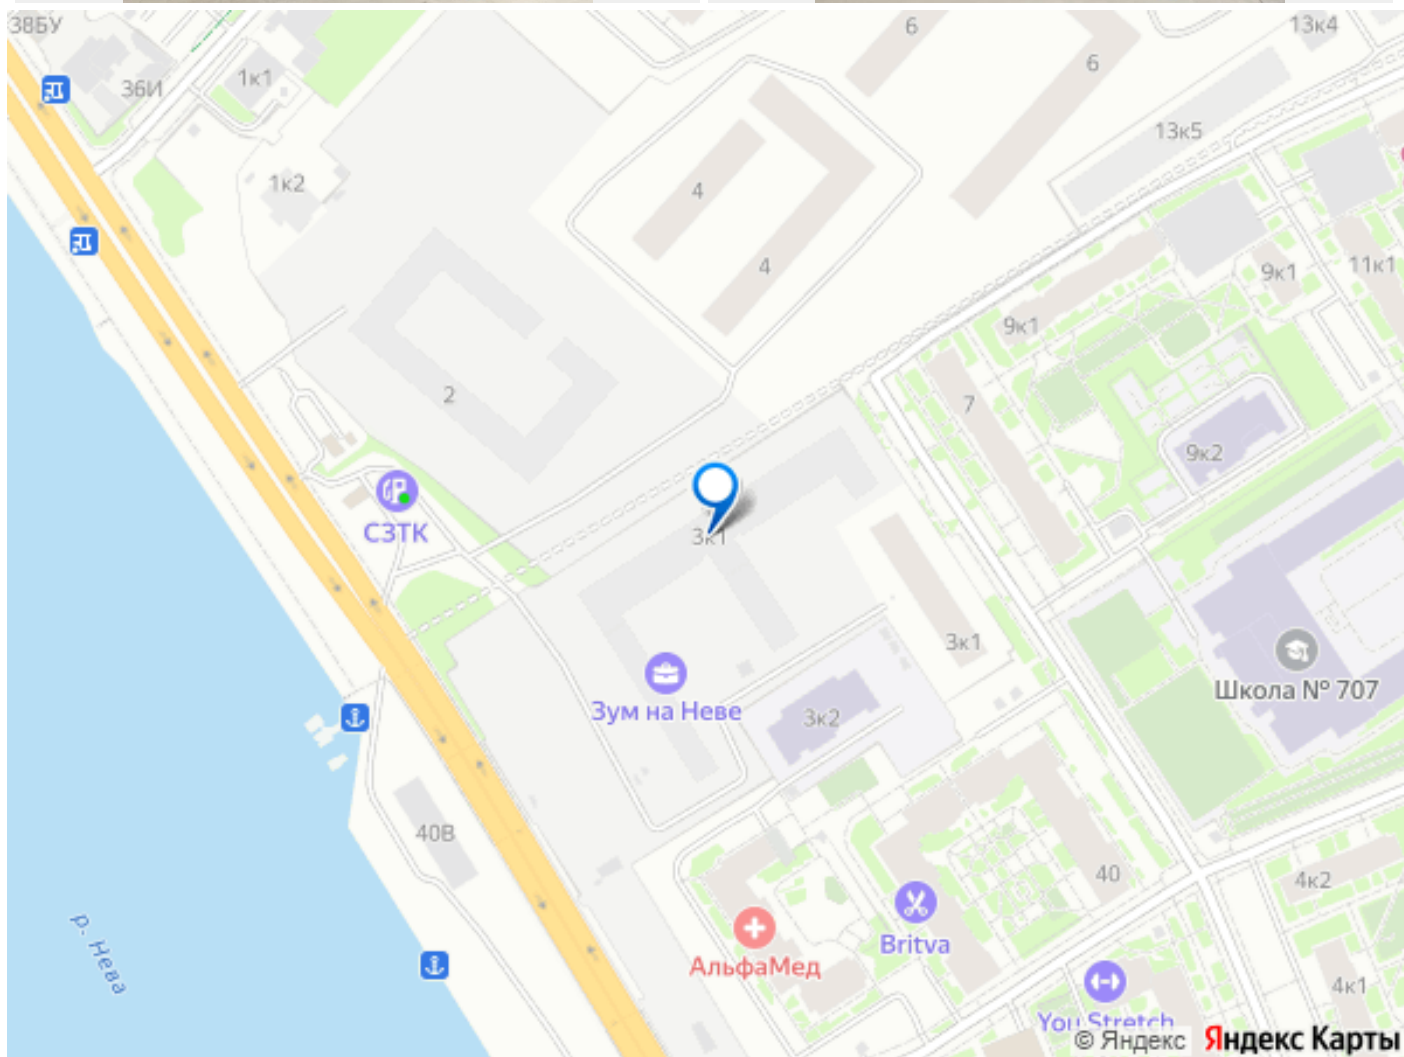 38БУ
36И
1к1
1к2
6
6
13к4
13к5
4
4
9к1
11к1
9к1
2
7
9к2
СЗТК
3к1
3к1
Школа № 707
Зум на Неве
3к2
40В
40
4к2
р. Нева
АльфаМед
Britva
4к1
You Stretch
© Яндекс Яндекс Карты